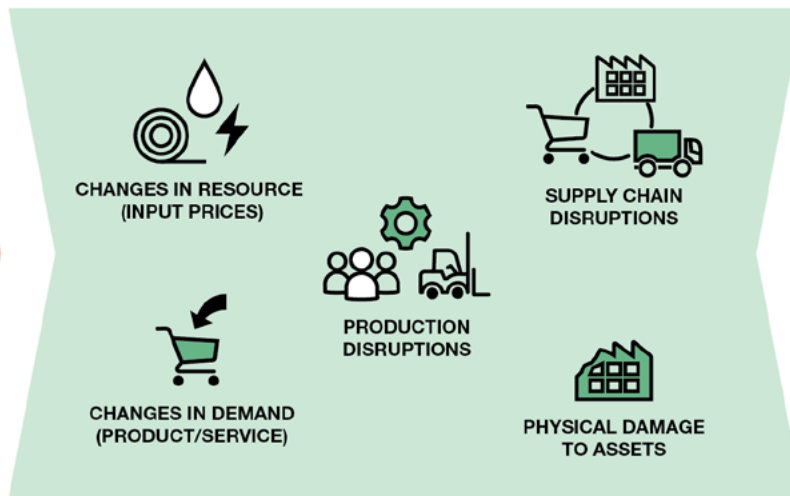 CHANGES IN RESOURCE
(INPUT PRICES)
SUPPLY CHAIN
DISRUPTIONS
PRODUCTION
DISRUPTIONS
CHANGES IN DEMAND
(PRODUCT/SERVICE)
PHYSICAL DAMAGE
TO ASSETS